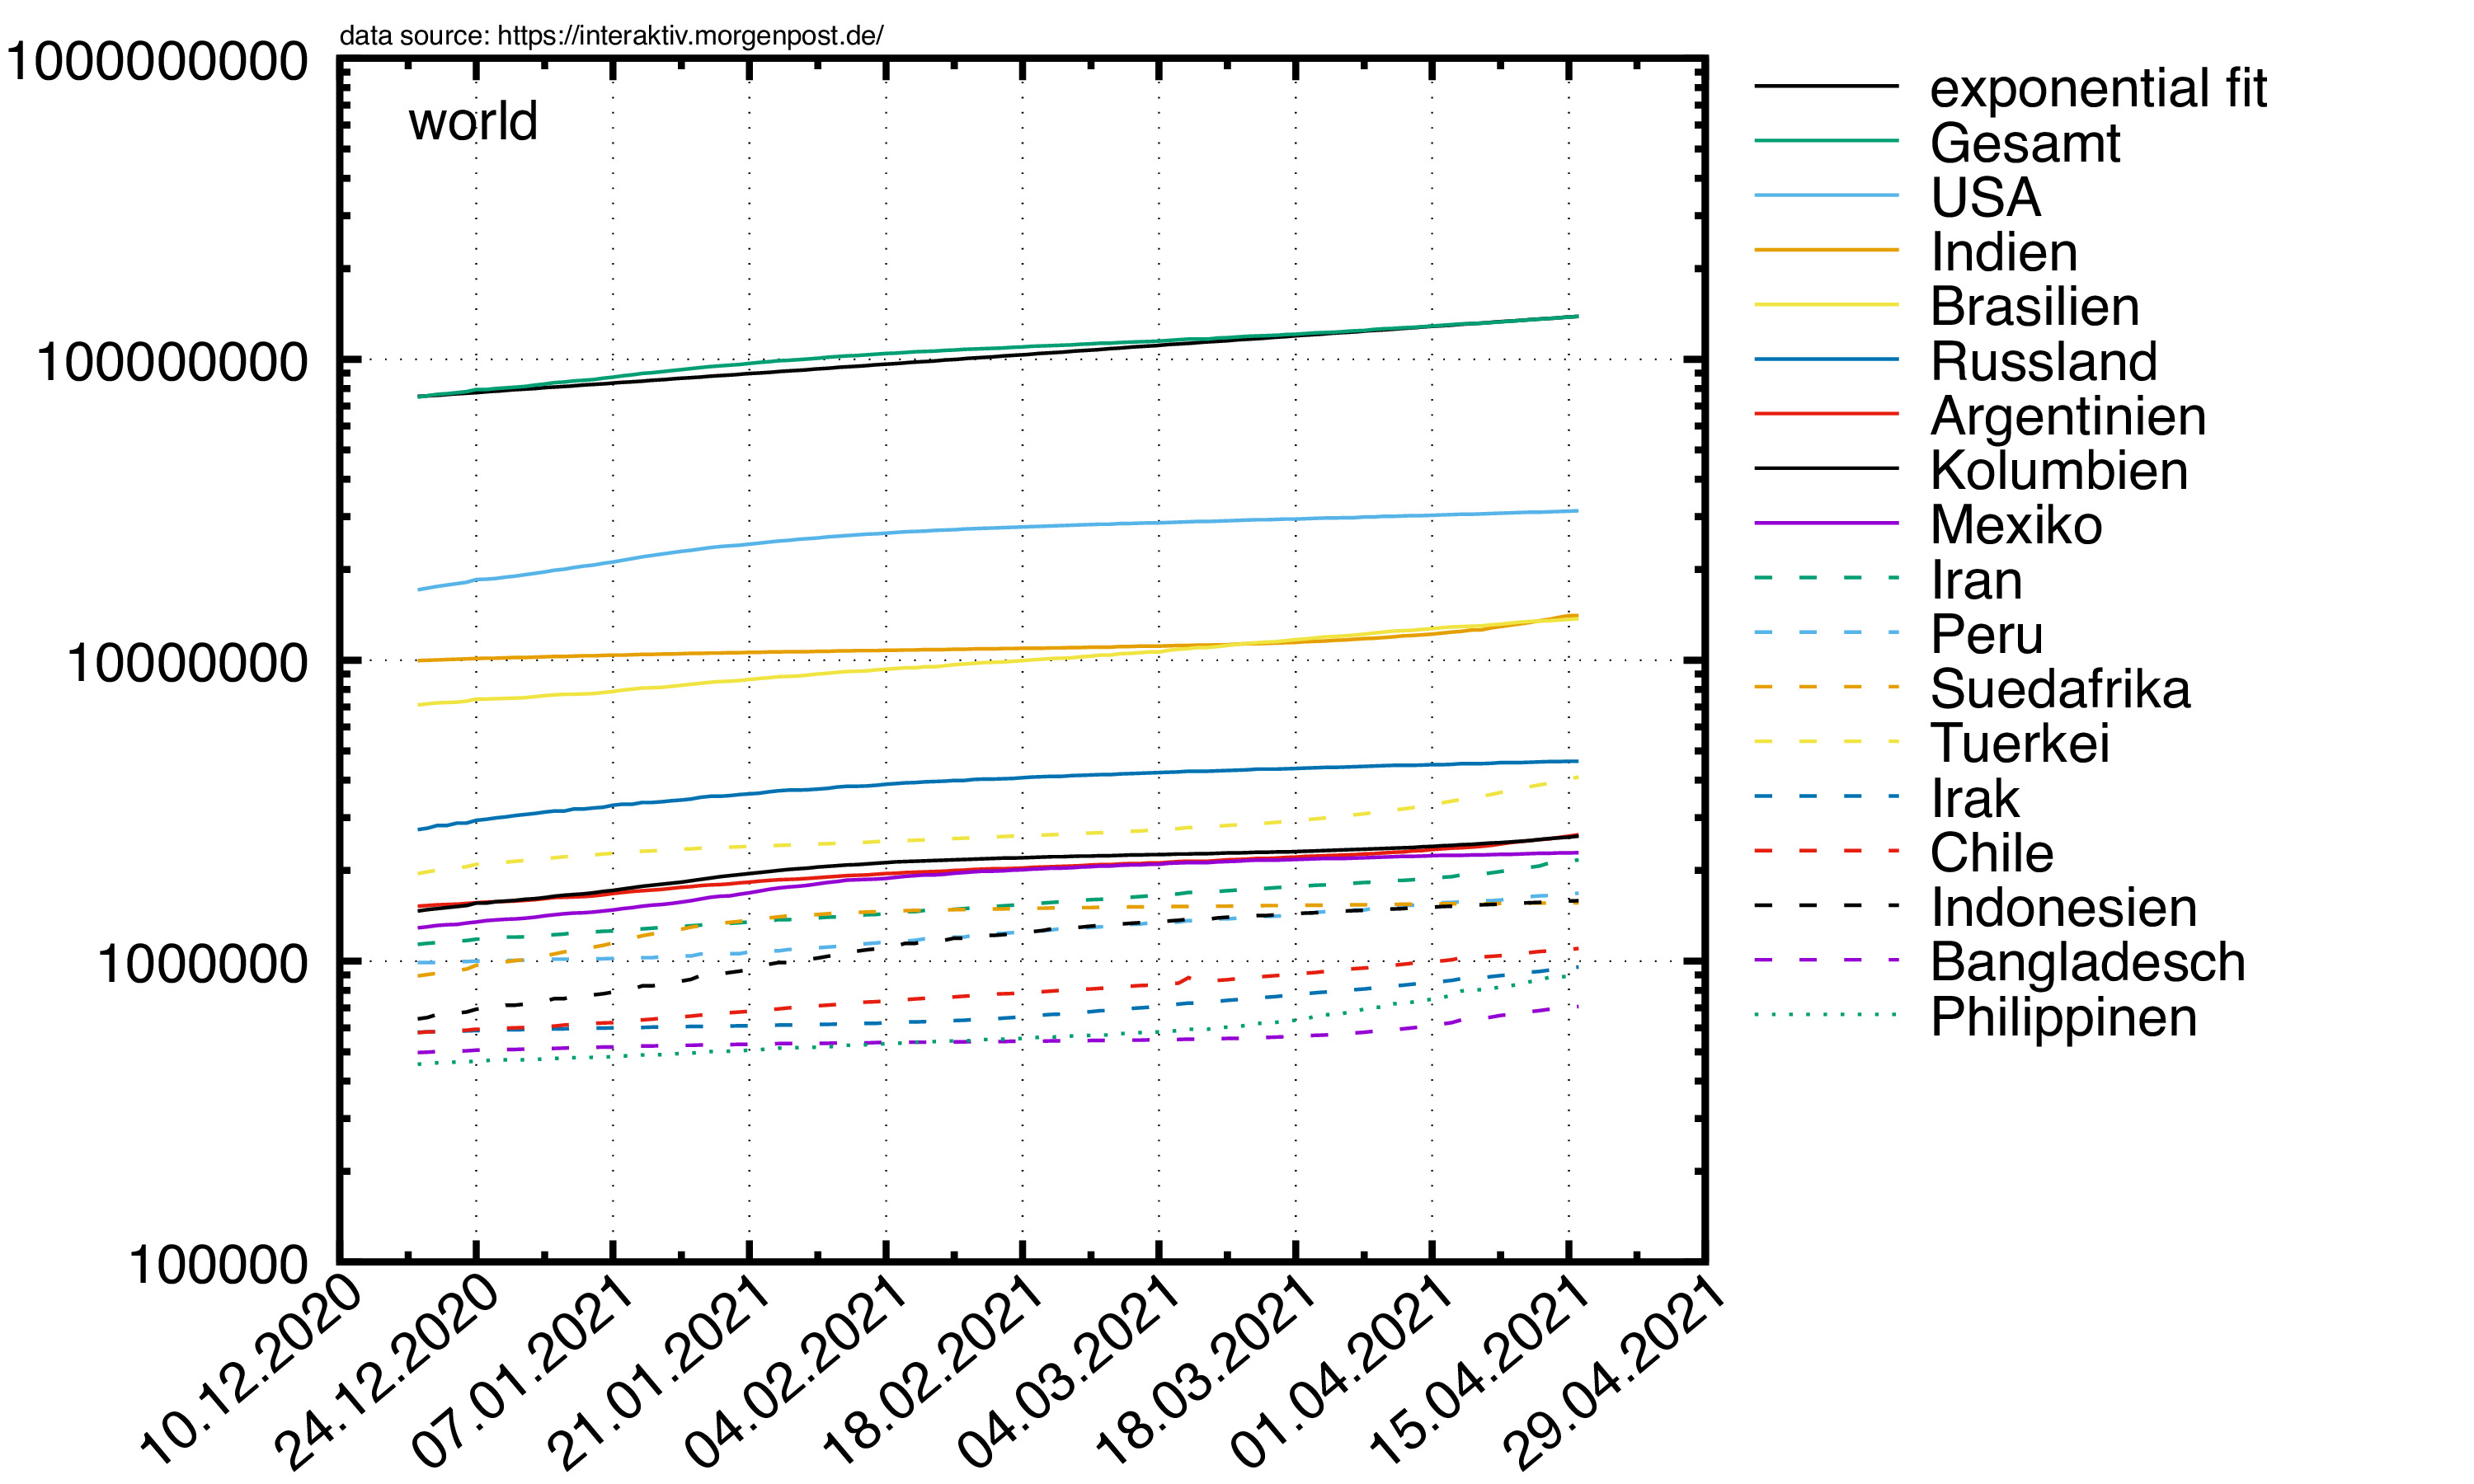 data source: https://interaktiv.morgenpost.de/
1000000000
100000000
10000000
1000000
100000
world
exponential fit
Gesamt
USA
Indien
Brasilien
Russland
Argentinien
Kolumbien
Mexiko
Iran
Peru
Suedafrika
Tuerkei
Irak
Chile
Indonesien
Bangladesch
Philippinen
10.12.2020
24.12.2020
07.01.2021
21.01.2021
04.02.2021
18.02.2021
04.03.2021
18.03.2021
01.04.2021
15.04.2021
29.04.2021